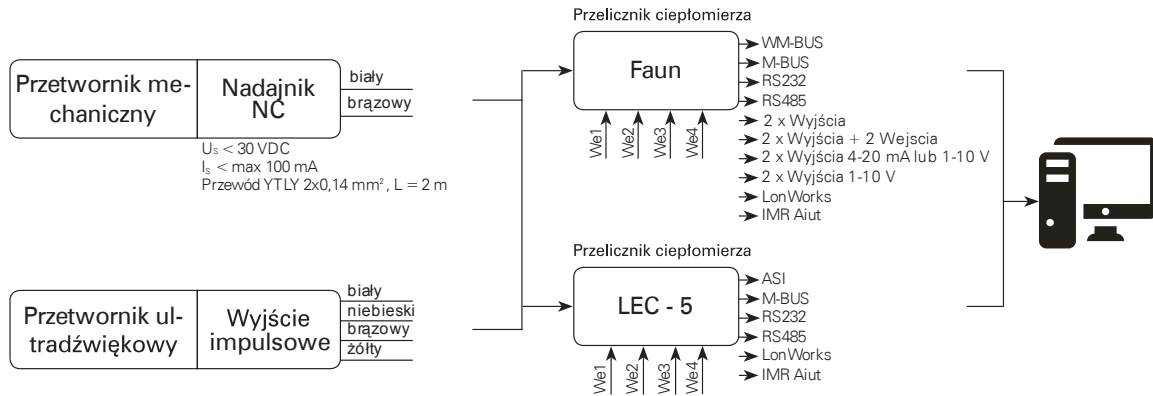 Przetwornik me-
chaniczny
Nadajnik
NC
biały
brązowy
Us < 30 VDC
Is < max 100 mA
Przewód YTLY 2x0,14 mm², L = 2 m
Przetwornik ul-
tradźwiękowy
Wyjście
impulsowe
biały
niebieski
brązowy
żółty
Przelicznik ciepłomierza
Faun
We1
We2
We3
We4
WM-BUS
M-BUS
RS232
RS485
2 x Wyjścia
2 x Wyjścia + 2 Wejscia
2 x Wyjścia 4-20 mA lub 1-10 V
2 x Wyjścia 1-10 V
LonWorks
IMR Aiut
Przelicznik ciepłomierza
LEC - 5
We1
We2
We3
We4
ASI
M-BUS
RS232
RS485
LonWorks
IMR Aiut